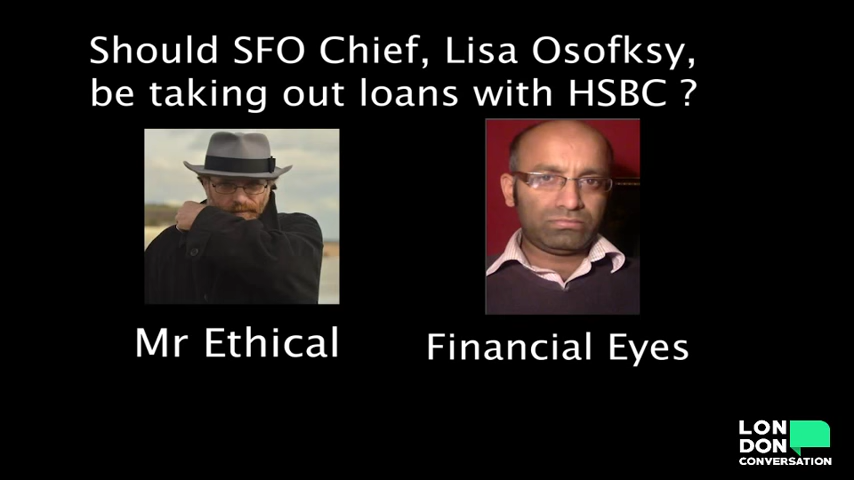 Should SFO Chief, Lisa Osofksy,
be taking out loans with HSBC ?
Mr Ethical
Financial Eyes
LON
DON
CONVERSATION